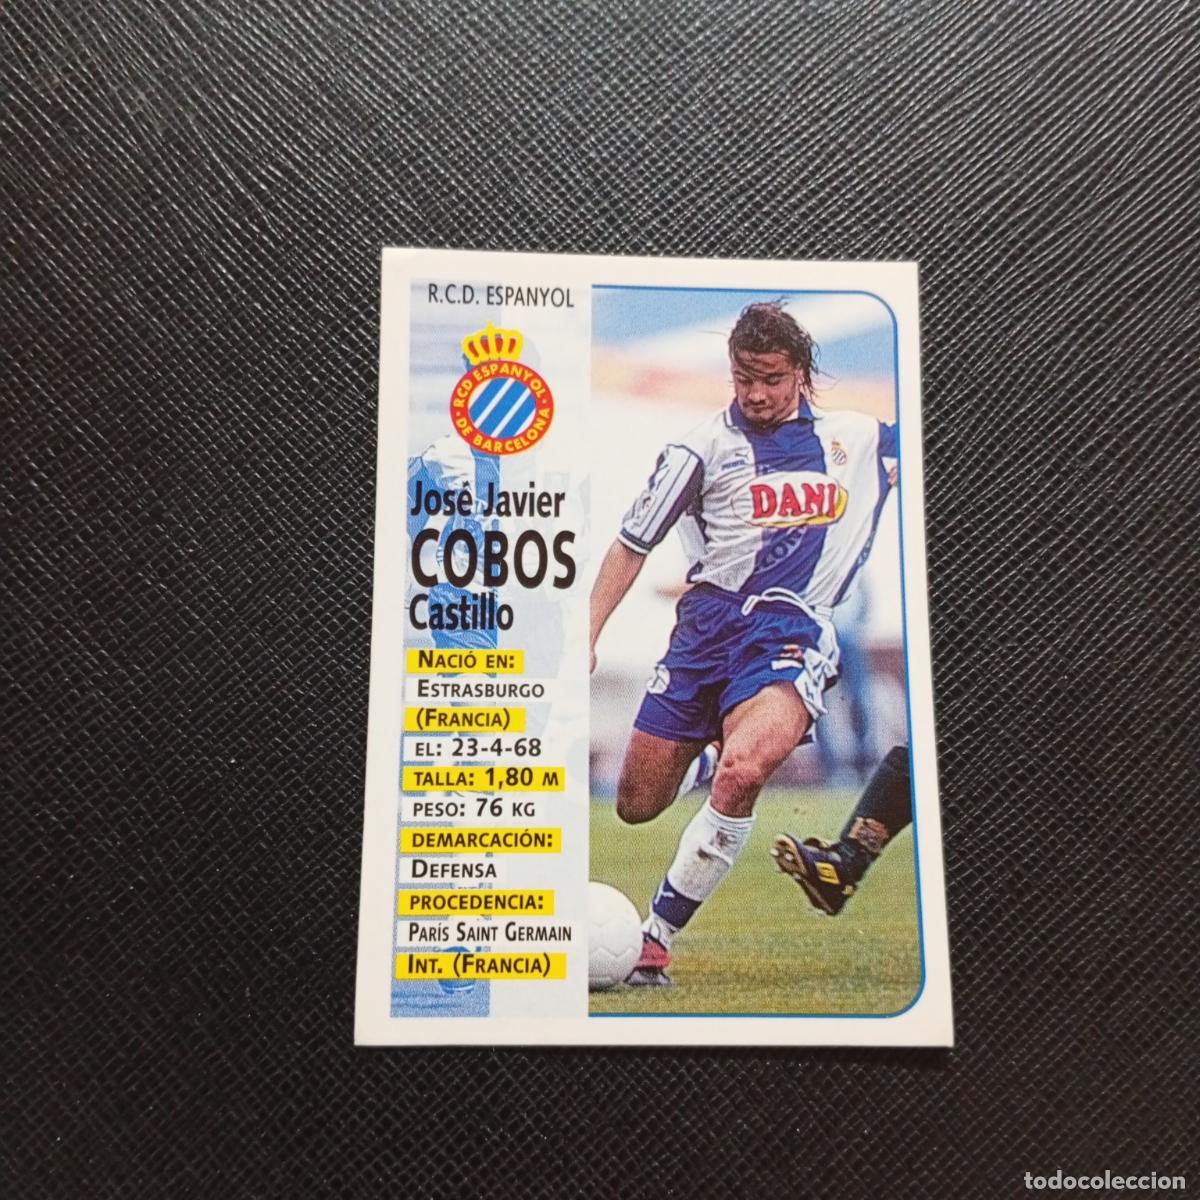 R.C.D. ESPANYOL
RCD ESPANYOL
DE BARCELONA
José Javier
COBOS
Castillo
NACIÓ EN:
ESTRASBURGO
(FRANCIA)
EL: 23-4-68
TALLA: 1,80 M
PESO: 76 KG
DEMARCACIÓN:
DEFENSA
PROCEDENCIA:
PARÍS SAINT GERMAIN
INT. (FRANCIA)
DANI
todocoleccion